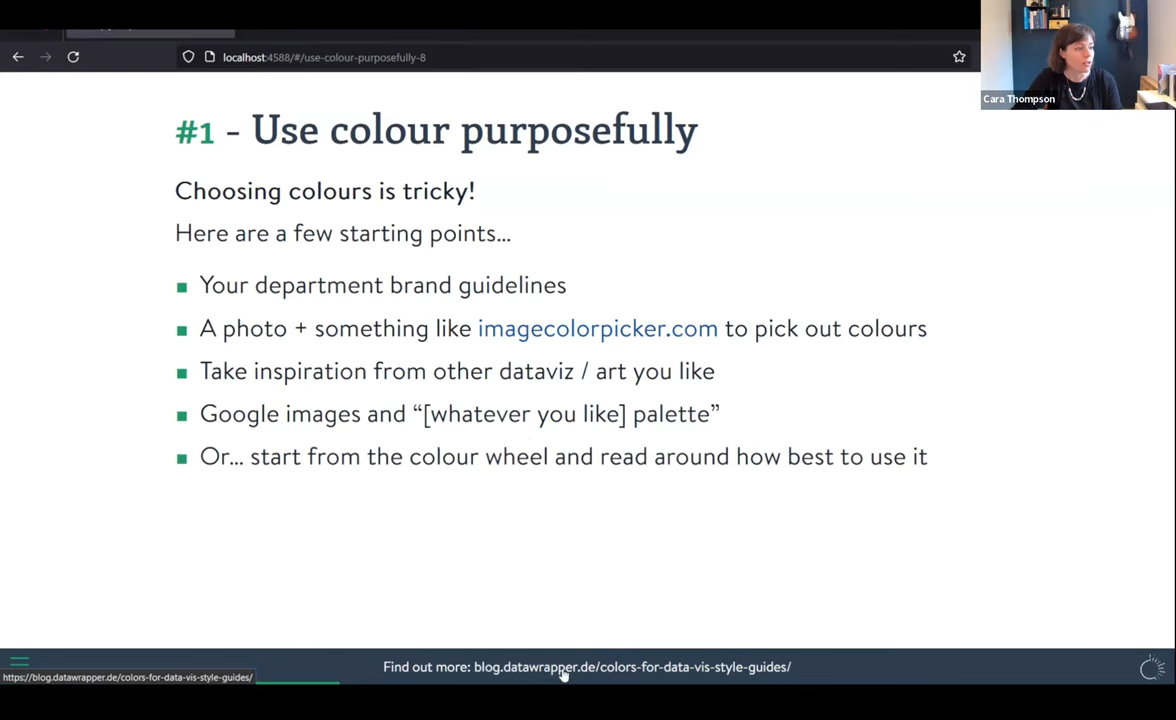 localhost:4588/#/use-colour-purposefully-8
Cara Thompson
#1 - Use colour purposefully
Choosing colours is tricky!
Here are a few starting points...
Your department brand guidelines
A photo + something like imagecolorpicker.com to pick out colours
Take inspiration from other dataviz / art you like
Google images and “[whatever you like] palette”
Or... start from the colour wheel and read around how best to use it
Find out more: blog.datawrapper.de/colors-for-data-vis-style-guides/
https://blog.datawrapper.de/colors-for-data-vis-style-guides/